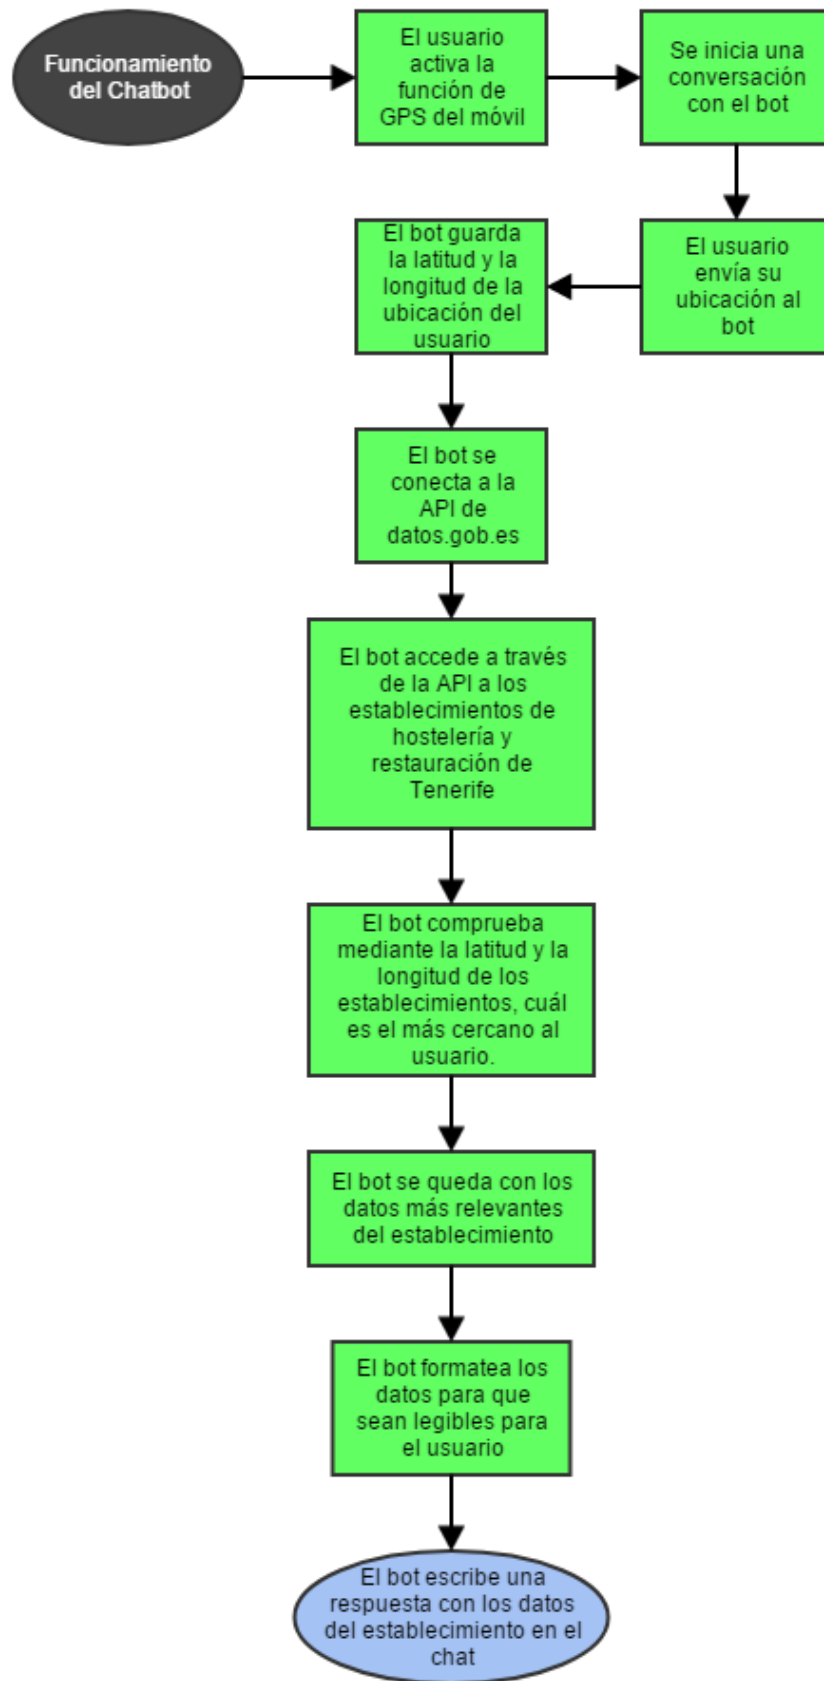 Funcionamiento
del Chatbot
El usuario
activa la
función de
GPS del móvil
Se inicia una
conversación
con el bot
El usuario
envía su
ubicación al
bot
El bot guarda
la latitud y la
longitud de la
ubicación del
usuario
El bot se
conecta a la
API de
datos.gob.es
El bot accede a través
de la API a los
establecimientos de
hostelería y
restauración de
Tenerife
El bot comprueba
mediante la latitud y la
longitud de los
establecimientos, cuál
es el más cercano al
usuario.
El bot se queda con los
datos más relevantes
del establecimiento
El bot formatea los
datos para que
sean legibles para
el usuario
El bot escribe una
respuesta con los datos
del establecimiento en el
chat